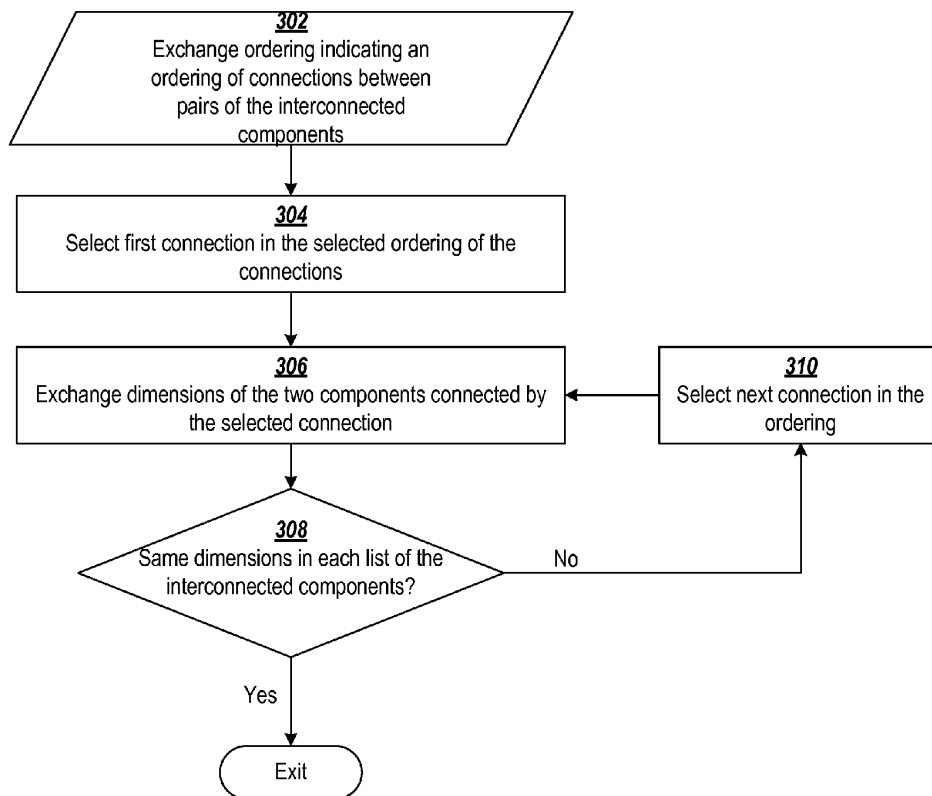 302
Exchange ordering indicating an
ordering of connections between
pairs of the interconnected
components
304
Select first connection in the selected ordering of the
connections
306
Exchange dimensions of the two components connected by
the selected connection
310
Select next connection in the
ordering
308
Same dimensions in each list of the
interconnected components?
No
Yes
Exit